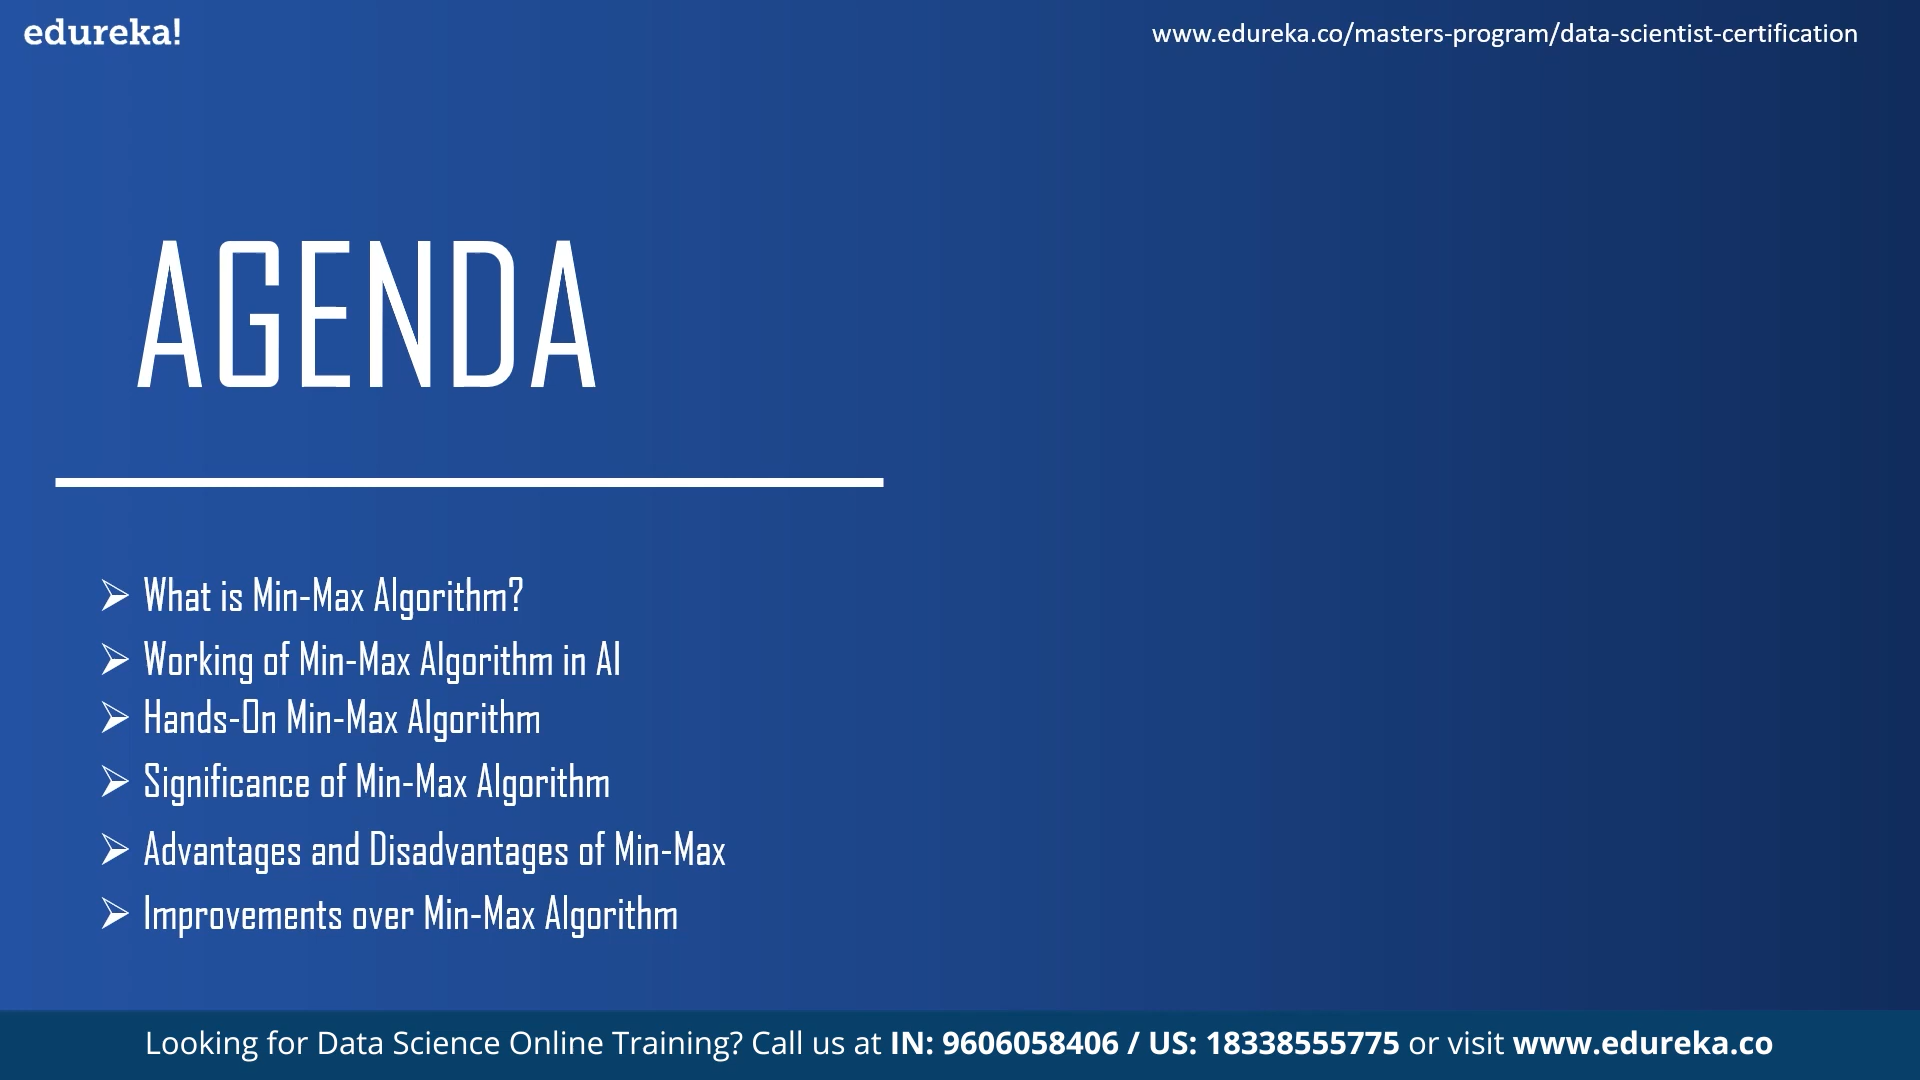 edureka!
www.edureka.co/masters-program/data-scientist-certification
AGENDA
➢ What is Min-Max Algorithm?
➢ Working of Min-Max Algorithm in AI
➢ Hands-On Min-Max Algorithm
➢ Significance of Min-Max Algorithm
➢ Advantages and Disadvantages of Min-Max
➢ Improvements over Min-Max Algorithm
Looking for Data Science Online Training? Call us at IN: 9606058406 / US: 18338555775 or visit www.edureka.co